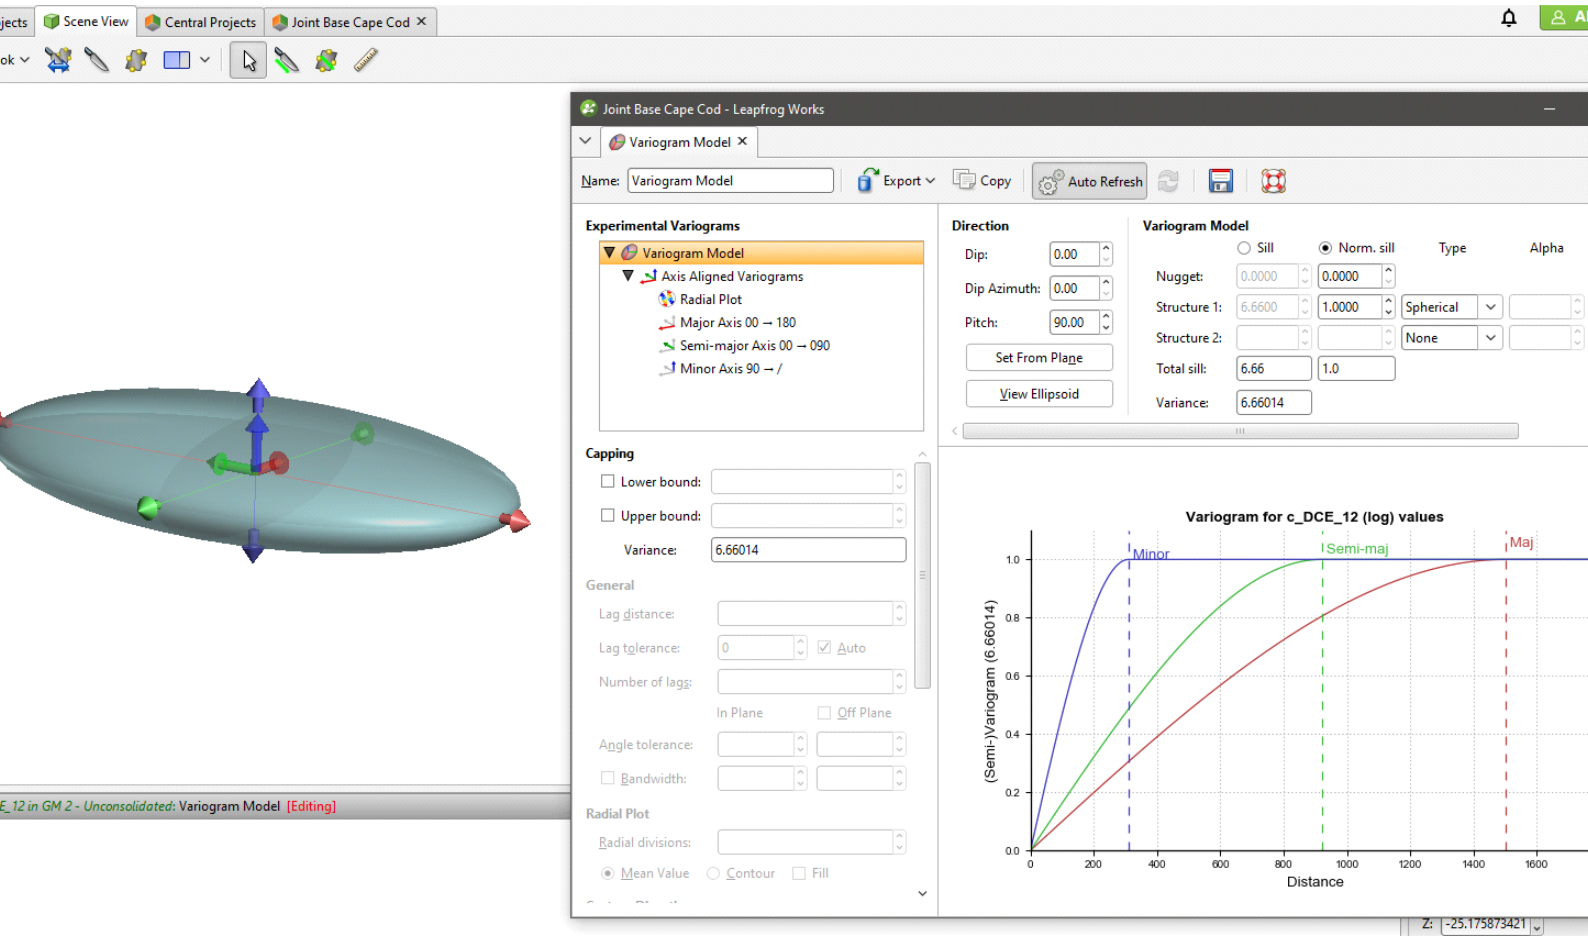 jects Scene View Central Projects Joint Base Cape Cod
ok
Joint Base Cape Cod - Leapfrog Works
Variogram Model
Name: Variogram Model Export Copy Auto Refresh
Experimental Variograms
Variogram Model
Axis Aligned Variograms
Radial Plot
Major Axis 00 → 180
Semi-major Axis 00 → 090
Minor Axis 90 → /
Direction
Dip: 0.00
Dip Azimuth: 0.00
Pitch: 90.00
Set From Plane
View Ellipsoid
Variogram Model
Sill Norm. sill Type Alpha
Nugget: 0.0000 0.0000
Structure 1: 6.6600 1.0000 Spherical
Structure 2: None
Total sill: 6.66 1.0
Variance: 6.66014
Capping
Lower bound:
Upper bound:
Variance: 6.66014
General
Lag distance:
Lag tolerance: 0 Auto
Number of lags:
In Plane Off Plane
Angle tolerance:
Bandwidth:
Radial Plot
Radial divisions:
Mean Value Contour Fill
Variogram for c_DCE_12 (log) values
Minor Semi-maj Maj
(Semi-)Variogram (6.66014)
1.0
0.8
0.6
0.4
0.2
0.0
0 200 400 600 800 1000 1200 1400 1600
Distance
E_12 in GM 2 - Unconsolidated: Variogram Model [Editing]
Z: -25.175873421